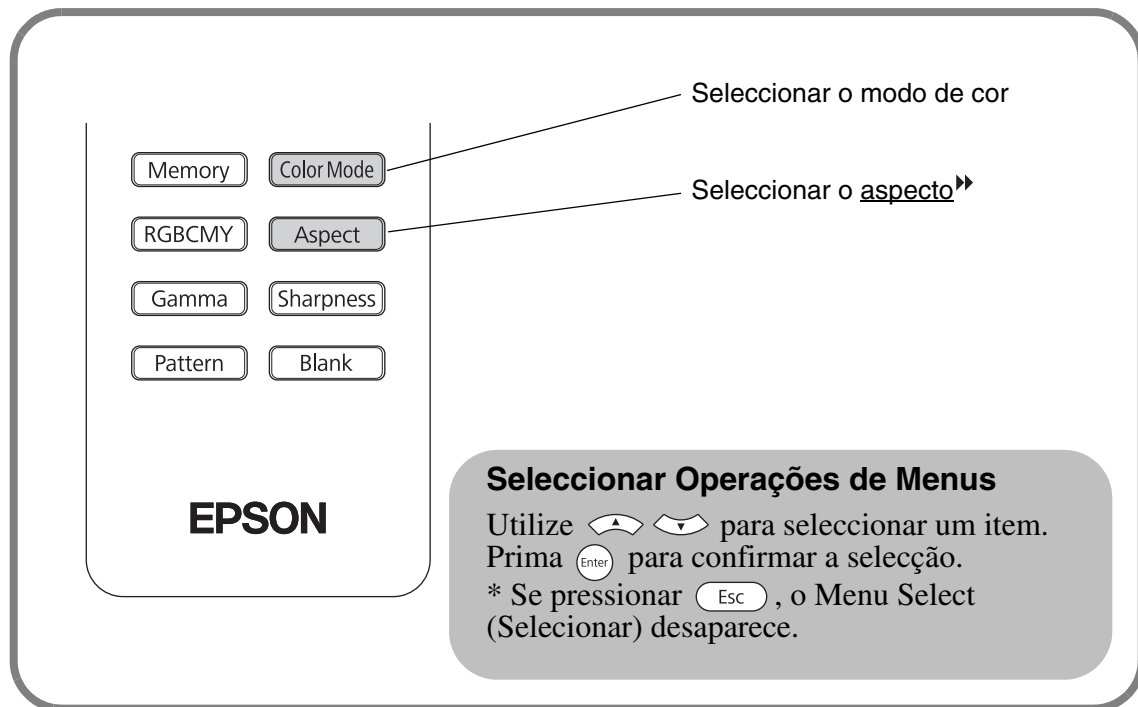 Seleccionar o modo de cor
Memory Color Mode
Seleccionar o aspecto
RGBCMY Aspect
Gamma Sharpness
Pattern Blank
EPSON
Seleccionar Operações de Menus
Utilize para seleccionar um item.
Prima Enter para confirmar a selecção.
* Se pressionar Esc , o Menu Select
(Selecionar) desaparece.